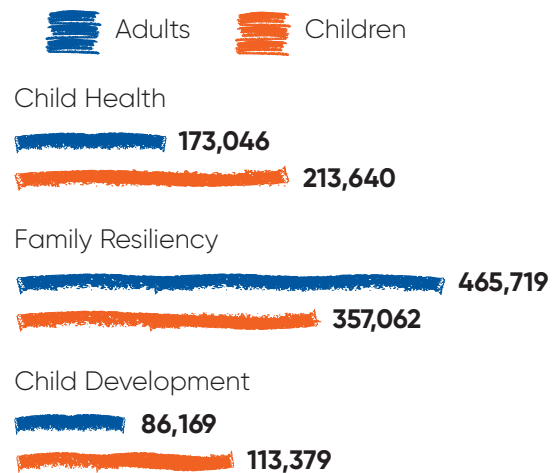 Adults Children
Child Health
173,046
213,640
Family Resiliency
465,719
357,062
Child Development
86,169
113,379